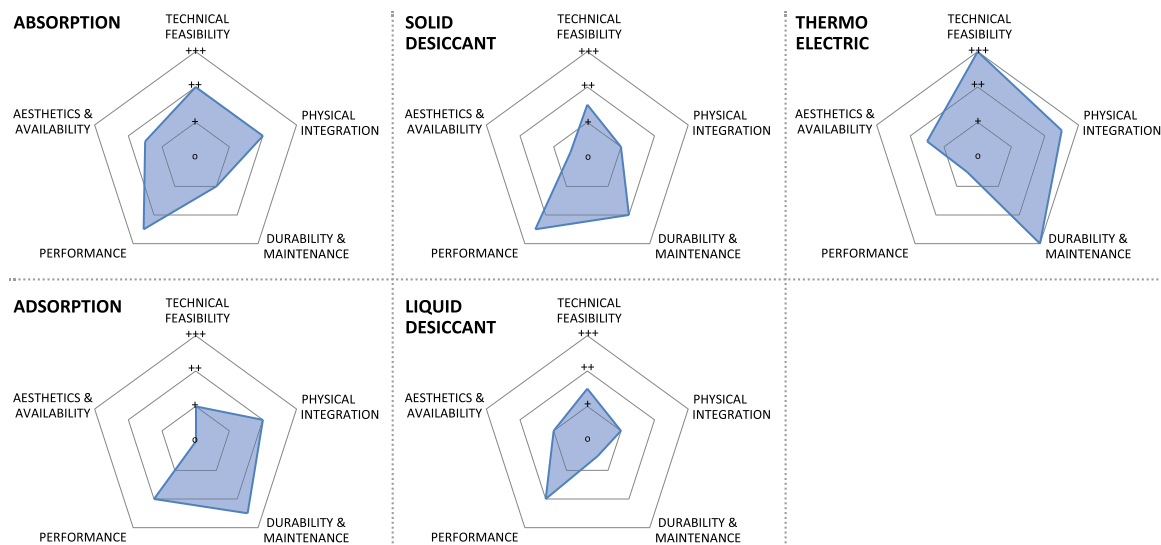 ABSORPTION
TECHNICAL
FEASIBILITY
+++
++
+
o
AESTHETICS &
AVAILABILITY
PHYSICAL
INTEGRATION
PERFORMANCE
DURABILITY &
MAINTENANCE
SOLID
DESICCANT
TECHNICAL
FEASIBILITY
+++
++
+
o
AESTHETICS &
AVAILABILITY
PHYSICAL
INTEGRATION
PERFORMANCE
DURABILITY &
MAINTENANCE
THERMO
ELECTRIC
TECHNICAL
FEASIBILITY
+++
++
+
o
AESTHETICS &
AVAILABILITY
PHYSICAL
INTEGRATION
PERFORMANCE
DURABILITY &
MAINTENANCE
ADSORPTION
TECHNICAL
FEASIBILITY
+++
++
+
o
AESTHETICS &
AVAILABILITY
PHYSICAL
INTEGRATION
PERFORMANCE
DURABILITY &
MAINTENANCE
LIQUID
DESICCANT
TECHNICAL
FEASIBILITY
+++
++
+
o
AESTHETICS &
AVAILABILITY
PHYSICAL
INTEGRATION
PERFORMANCE
DURABILITY &
MAINTENANCE